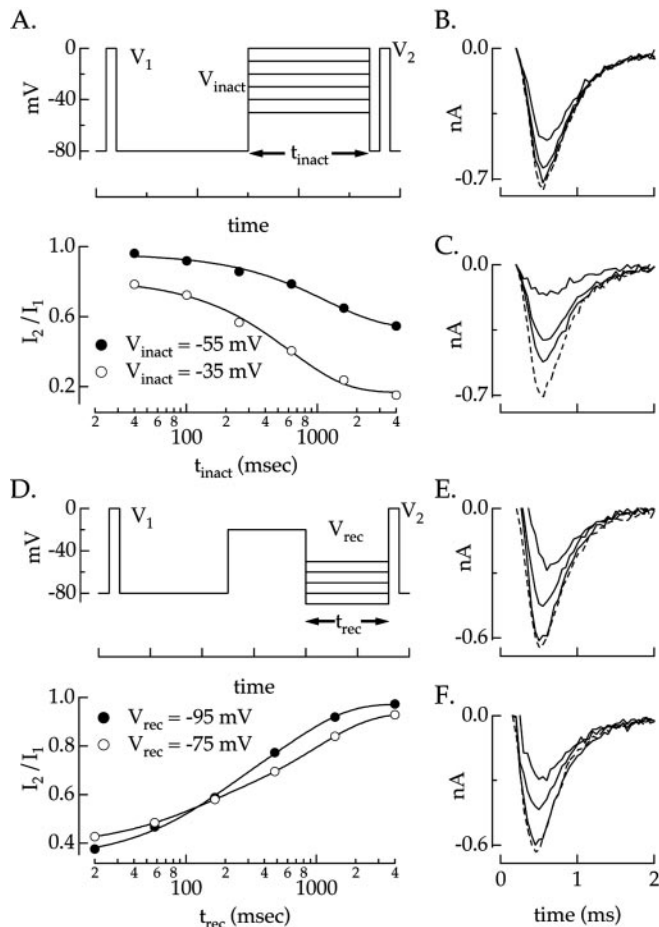 A.
0
-40
-80
mV
V1
Vinact
V2
tinact
time
1.0
0.6
0.2
I2 / I1
Vinact = -55 mV
Vinact = -35 mV
2 4 6 8 100 2 4 6 8 1000 2 4
tinact (msec)
B.
0.0
-0.7
nA
C.
0.0
-0.7
nA
0 1 2
D.
0
-40
-80
mV
V1
Vrec
V2
trec
time
1.0
0.8
0.6
0.4
I2 / I1
Vrec = -95 mV
Vrec = -75 mV
2 4 6 8 100 2 4 6 8 1000 2 4
trec (msec)
E.
0.0
-0.6
nA
F.
0.0
-0.6
nA
0 1 2
time (ms)